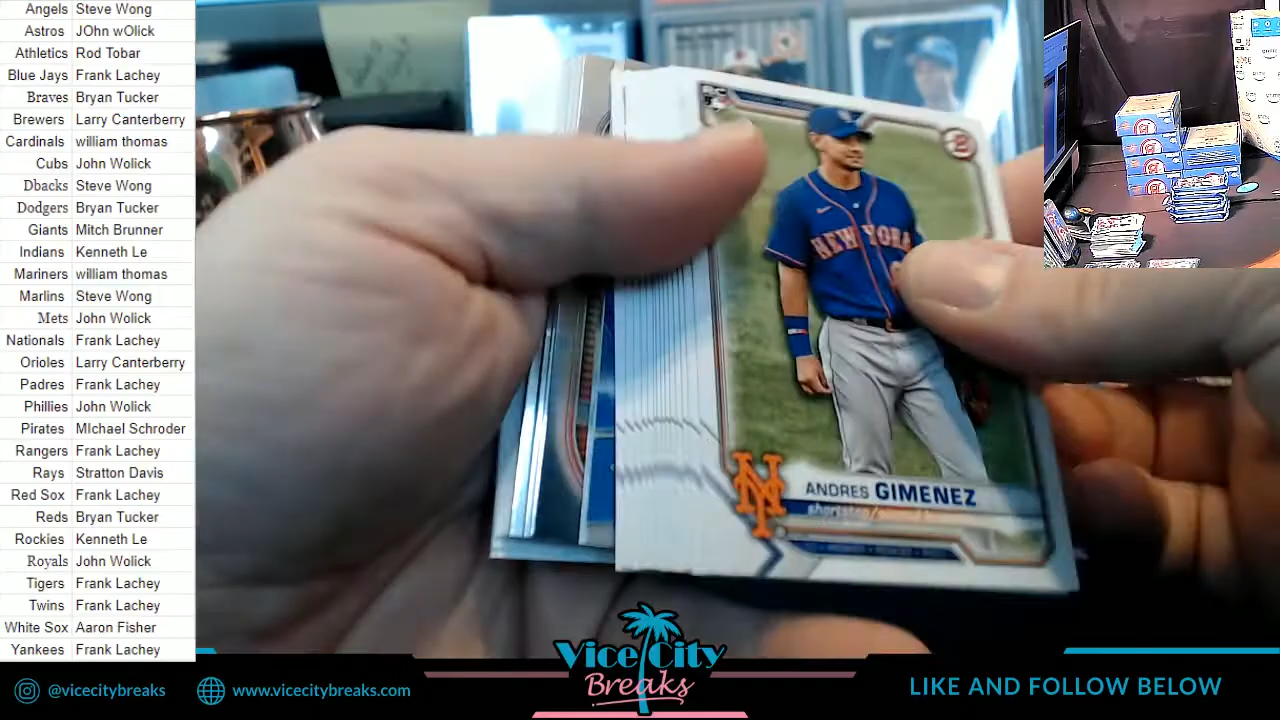 Angels Steve Wong
Astros JOhn wOlick
Athletics Rod Tobar
Blue Jays Frank Lachey
Braves Bryan Tucker
Brewers Larry Canterberry
Cardinals william thomas
Cubs John Wolick
Dbacks Steve Wong
Dodgers Bryan Tucker
Giants Mitch Brunner
Indians Kenneth Le
Mariners william thomas
Marlins Steve Wong
Mets John Wolick
Nationals Frank Lachey
Orioles Larry Canterberry
Padres Frank Lachey
Phillies John Wolick
Pirates MIchael Schroder
Rangers Frank Lachey
Rays Stratton Davis
Red Sox Frank Lachey
Reds Bryan Tucker
Rockies Kenneth Le
Royals John Wolick
Tigers Frank Lachey
Twins Frank Lachey
White Sox Aaron Fisher
Yankees Frank Lachey
RC
B
NEW YORK
NY
ANDRES GIMENEZ
shortstop/
Vice City
Breaks
@vicecitybreaks
www.vicecitybreaks.com
LIKE AND FOLLOW BELOW